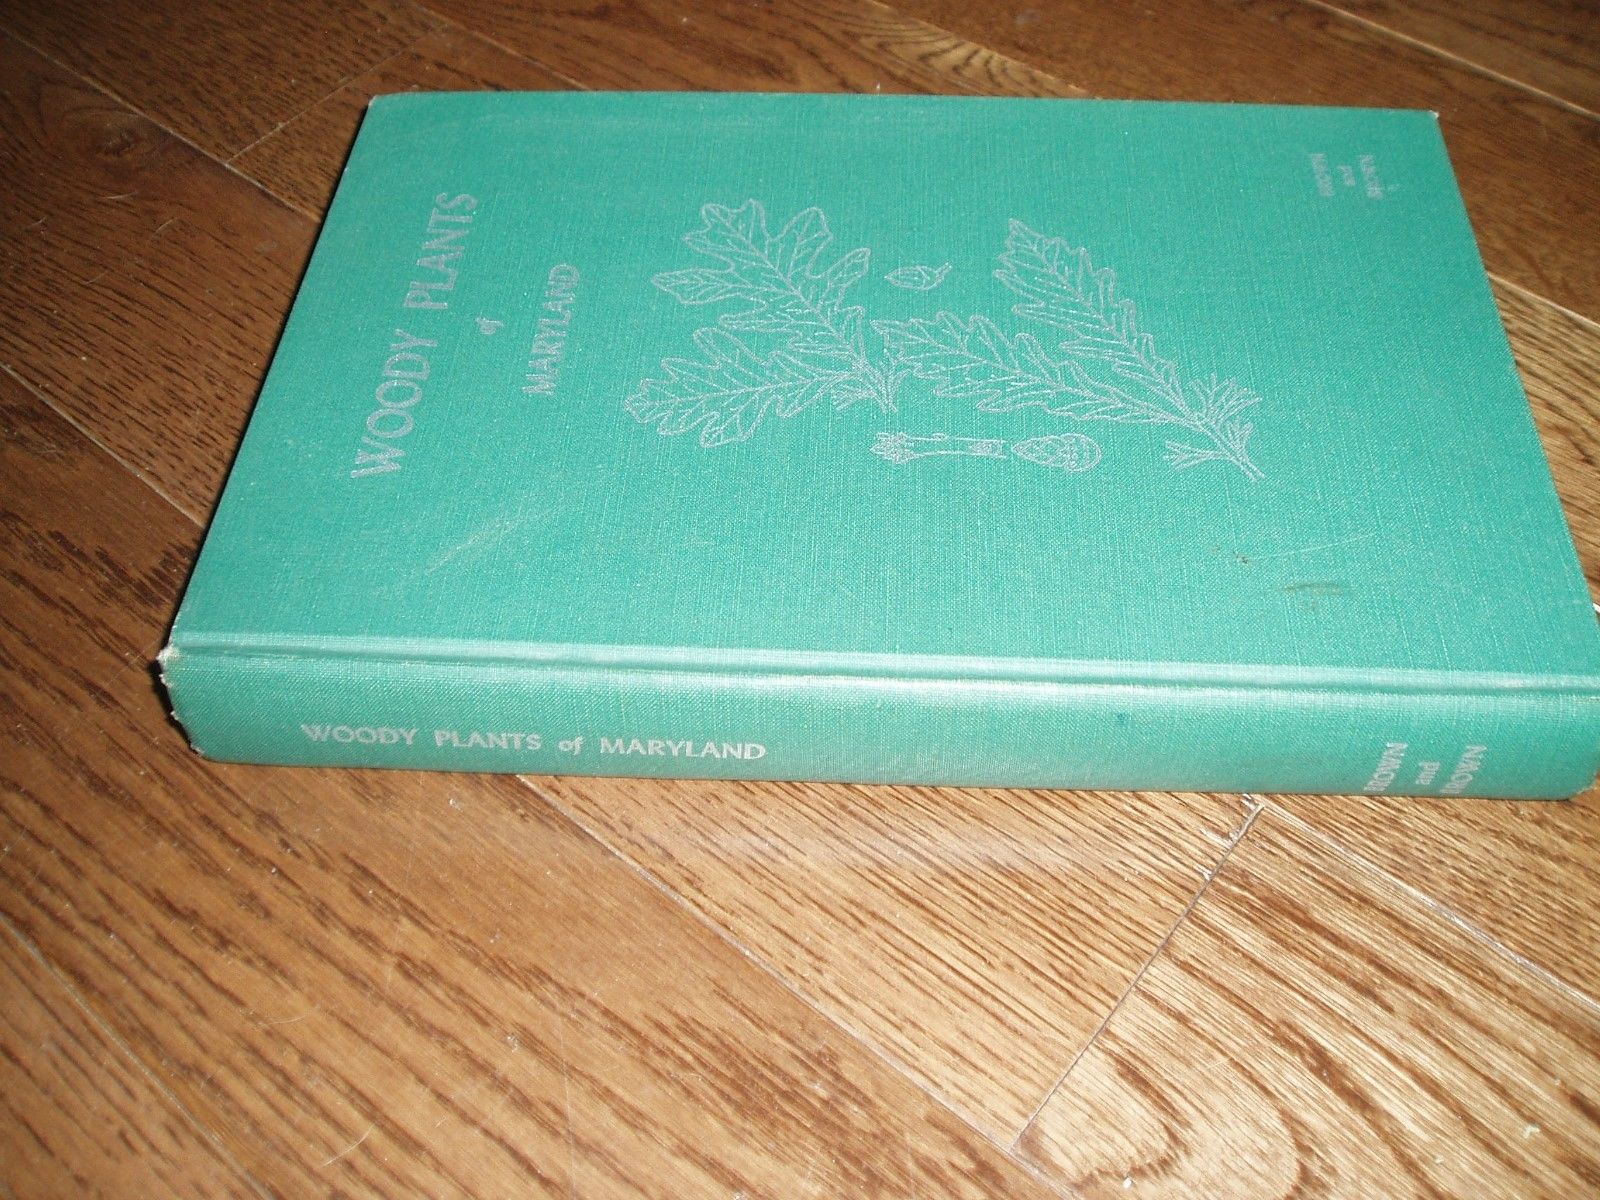 WOODY PLANTS
of
MARYLAND
BROWN
and
BROWN
WOODY PLANTS of MARYLAND
BROWN
and
BROWN